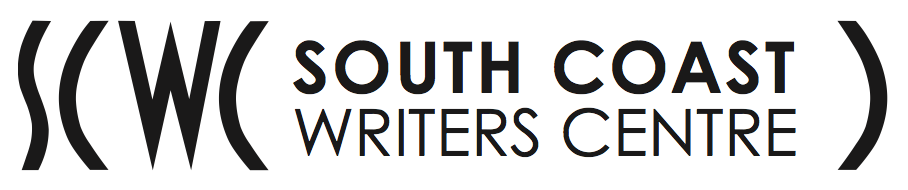 SCWC
SOUTH COAST
WRITERS CENTRE
)